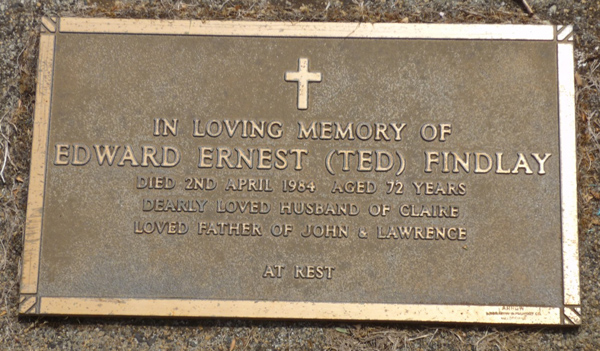 IN LOVING MEMORY OF
EDWARD ERNEST (TED) FINDLAY
DIED 2ND APRIL 1984 AGED 72 YEARS
DEARLY LOVED HUSBAND OF CLAIRE
LOVED FATHER OF JOHN & LAWRENCE
AT REST